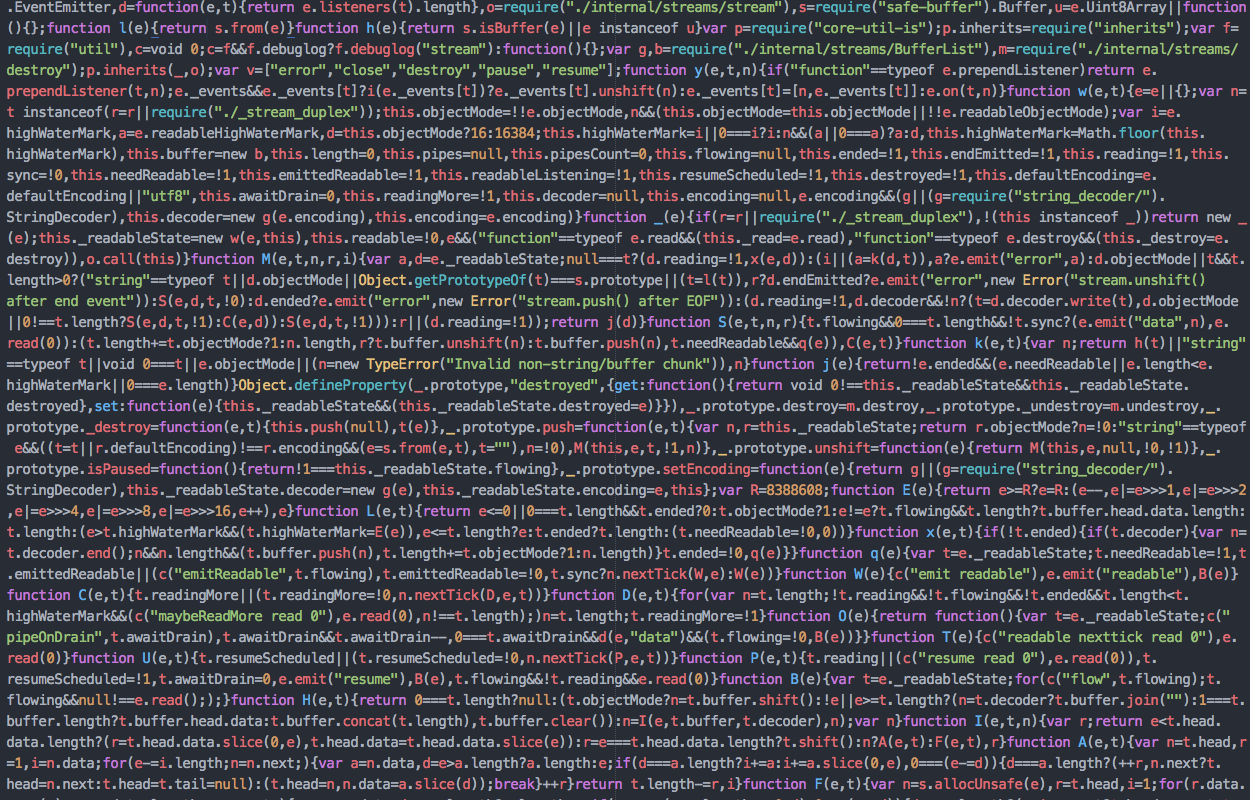 .EventEmitter,d=function(e,t){return e.listeners(t).length},o=require("./internal/streams/stream"),s=require("safe-buffer").Buffer,u=e.Uint8Array||function
(){};function l(e){return s.from(e)}function h(e){return s.isBuffer(e)||e instanceof u}var p=require("core-util-is");p.inherits=require("inherits");var f=
require("util"),c=void 0;c=f&&f.debuglog?f.debuglog("stream"):function(){};var g,b=require("./internal/streams/BufferList"),m=require("./internal/streams/
destroy");p.inherits(_,o);var v=["error","close","destroy","pause","resume"];function y(e,t,n){if("function"==typeof e.prependListener)return e.
prependListener(t,n);e._events&&e._events[t]?i(e._events[t])?e._events[t].unshift(n):e._events[t]=[n,e._events[t]]:e.on(t,n)}function w(e,t){e=e||{};var n=
t instanceof(r=r||require("./_stream_duplex"));this.objectMode=!!e.objectMode,n&&(this.objectMode=this.objectMode||!!e.readableObjectMode);var i=e.
highWaterMark,a=e.readableHighWaterMark,d=this.objectMode?16:16384;this.highWaterMark=i||0===i?i:n&&(a||0===a)?a:d,this.highWaterMark=Math.floor(this.
highWaterMark),this.buffer=new b,this.length=0,this.pipes=null,this.pipesCount=0,this.flowing=null,this.ended=!1,this.endEmitted=!1,this.reading=!1,this.
sync=!0,this.needReadable=!1,this.emittedReadable=!1,this.readableListening=!1,this.resumeScheduled=!1,this.destroyed=!1,this.defaultEncoding=e.
defaultEncoding||"utf8",this.awaitDrain=0,this.readingMore=!1,this.decoder=null,this.encoding=null,e.encoding&&(g||(g=require("string_decoder/").
StringDecoder),this.decoder=new g(e.encoding),this.encoding=e.encoding)}function _(e){if(r=r||require("./_stream_duplex"),!(this instanceof _))return new _
(e);this._readableState=new w(e,this),this.readable=!0,e&&("function"==typeof e.read&&(this._read=e.read),"function"==typeof e.destroy&&(this._destroy=e.
destroy)),o.call(this)}function M(e,t,n,r,i){var a,d=e._readableState;null===t?(d.reading=!1,x(e,d)):(i||(a=k(d,t)),a?e.emit("error",a):d.objectMode||t&&t.
length>0?("string"==typeof t||d.objectMode||Object.getPrototypeOf(t)===s.prototype||(t=l(t)),r?d.endEmitted?e.emit("error",new Error("stream.unshift()
after end event")):S(e,d,t,!0):d.ended?e.emit("error",new Error("stream.push() after EOF")):(d.reading=!1,d.decoder&&!n?(t=d.decoder.write(t),d.objectMode
||0!==t.length?S(e,d,t,!1):C(e,d)):S(e,d,t,!1))):r||(d.reading=!1));return j(d)}function S(e,t,n,r){t.flowing&&0===t.length&&!t.sync?(e.emit("data",n),e.
read(0)):(t.length+=t.objectMode?1:n.length,r?t.buffer.unshift(n):t.buffer.push(n),t.needReadable&&q(e)),C(e,t)}function k(e,t){var n;return h(t)||"string"
==typeof t||void 0===t||e.objectMode||(n=new TypeError("Invalid non-string/buffer chunk")),n}function j(e){return!e.ended&&(e.needReadable||e.length<e.
highWaterMark||0===e.length)}Object.defineProperty(_.prototype,"destroyed",{get:function(){return void 0!==this._readableState&&this._readableState.
destroyed},set:function(e){this._readableState&&(this._readableState.destroyed=e)}}),_.prototype.destroy=m.destroy,_.prototype._undestroy=m.undestroy,_.
prototype._destroy=function(e,t){this.push(null),t(e)},_.prototype.push=function(e,t){var n,r=this._readableState;return r.objectMode?n=!0:"string"==typeof
e&&((t=t||r.defaultEncoding)!==r.encoding&&(e=s.from(e,t),t=""),n=!0),M(this,e,t,!1,n)},_.prototype.unshift=function(e){return M(this,e,null,!0,!1)},_.
prototype.isPaused=function(){return!1===this._readableState.flowing},_.prototype.setEncoding=function(e){return g||(g=require("string_decoder/").
StringDecoder),this._readableState.decoder=new g(e),this._readableState.encoding=e,this};var R=8388608;function E(e){return e>=R?e=R:(e--,e|=e>>>1,e|=e>>>2
,e|=e>>>4,e|=e>>>8,e|=e>>>16,e++),e}function L(e,t){return e<=0||0===t.length&&t.ended?0:t.objectMode?1:e!=e?t.flowing&&t.length?t.buffer.head.data.length:
t.length:(e>t.highWaterMark&&(t.highWaterMark=E(e)),e<=t.length?e:t.ended?t.length:(t.needReadable=!0,0))}function x(e,t){if(!t.ended){if(t.decoder){var n=
t.decoder.end();n&&n.length&&(t.buffer.push(n),t.length+=t.objectMode?1:n.length)}t.ended=!0,q(e)}}function q(e){var t=e._readableState;t.needReadable=!1,t
.emittedReadable||(c("emitReadable",t.flowing),t.emittedReadable=!0,t.sync?n.nextTick(W,e):W(e))}function W(e){c("emit readable"),e.emit("readable"),B(e)}
function C(e,t){t.readingMore||(t.readingMore=!0,n.nextTick(D,e,t))}function D(e,t){for(var n=t.length;!t.reading&&!t.flowing&&!t.ended&&t.length<t.
highWaterMark&&(c("maybeReadMore read 0"),e.read(0),n!==t.length);)n=t.length;t.readingMore=!1}function O(e){return function(){var t=e._readableState;c("
pipeOnDrain",t.awaitDrain),t.awaitDrain&&t.awaitDrain--,0===t.awaitDrain&&d(e,"data")&&(t.flowing=!0,B(e))}}function T(e){c("readable nexttick read 0"),e.
read(0)}function U(e,t){t.resumeScheduled||(t.resumeScheduled=!0,n.nextTick(P,e,t))}function P(e,t){t.reading||(c("resume read 0"),e.read(0)),t.
resumeScheduled=!1,t.awaitDrain=0,e.emit("resume"),B(e),t.flowing&&!t.reading&&e.read(0)}function B(e){var t=e._readableState;for(c("flow",t.flowing);t.
flowing&&null!==e.read(););}function H(e,t){return 0===t.length?null:(t.objectMode?n=t.buffer.shift():!e||e>=t.length?(n=t.decoder?t.buffer.join(""):1===t.
buffer.length?t.buffer.head.data:t.buffer.concat(t.length),t.buffer.clear()):n=I(e,t.buffer,t.decoder),n);var n}function I(e,t,n){var r;return e<t.head.
data.length?(r=t.head.data.slice(0,e),t.head.data=t.head.data.slice(e)):r=e===t.head.data.length?t.shift():n?A(e,t):F(e,t),r}function A(e,t){var n=t.head,r
=1,i=n.data;for(e-=i.length;n=n.next;){var a=n.data,d=e>a.length?a.length:e;if(d===a.length?i+=a:i+=a.slice(0,e),0===(e-=d)){d===a.length?(++r,n.next?t.
head=n.next:t.head=t.tail=null):(t.head=n,n.data=a.slice(d));break}++r}return t.length-=r,i}function F(e,t){var n=s.allocUnsafe(e),r=t.head,i=1;for(r.data.